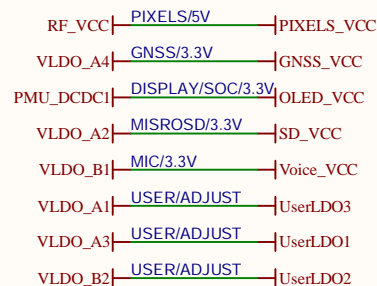 RF_VCC PIXELS/5V PIXELS_VCC
VLDO_A4 GNSS/3.3V GNSS_VCC
PMU_DCDC1 DISPLAY/SOC/3.3V OLED_VCC
VLDO_A2 MISROSD/3.3V SD_VCC
VLDO_B1 MIC/3.3V Voice_VCC
VLDO_A1 USER/ADJUST UserLDO3
VLDO_A3 USER/ADJUST UserLDO1
VLDO_B2 USER/ADJUST UserLDO2